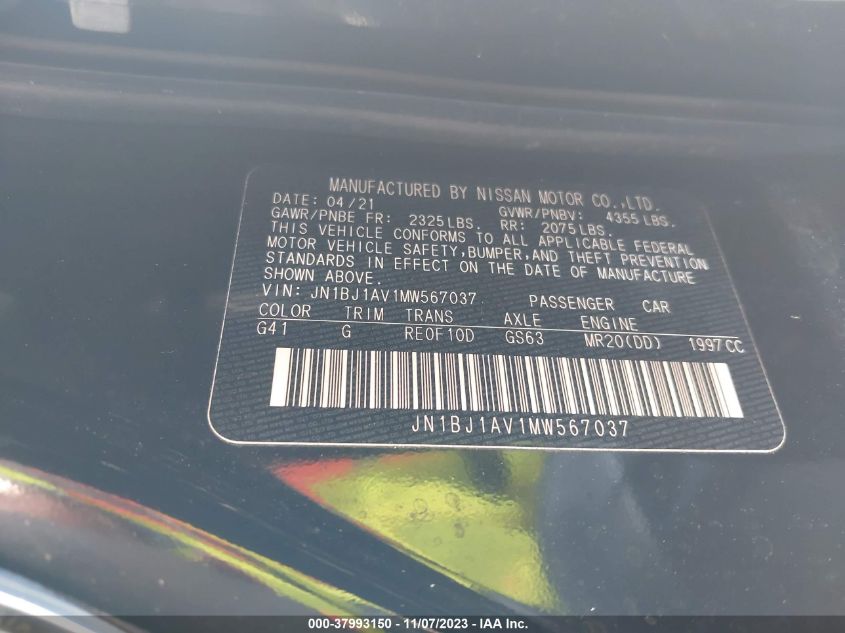 MANUFACTURED BY NISSAN MOTOR CO.,LTD.
DATE: 04/21
GAWR/PNBE FR: 2325LBS. GVWR/PNBV: 4355LBS.
RR: 2075LBS.
THIS VEHICLE CONFORMS TO ALL APPLICABLE FEDERAL
MOTOR VEHICLE SAFETY,BUMPER,AND THEFT PREVENTION
STANDARDS IN EFFECT ON THE DATE OF MANUFACTURE
SHOWN ABOVE.
VIN: JN1BJ1AV1MW567037 PASSENGER CAR
COLOR TRIM TRANS AXLE ENGINE
G41 G RE0F10D GS63 MR20(DD) 1997CC
JN1BJ1AV1MW567037
000-37993150 - 11/07/2023 - Copyright © 2023 IAA, Inc.